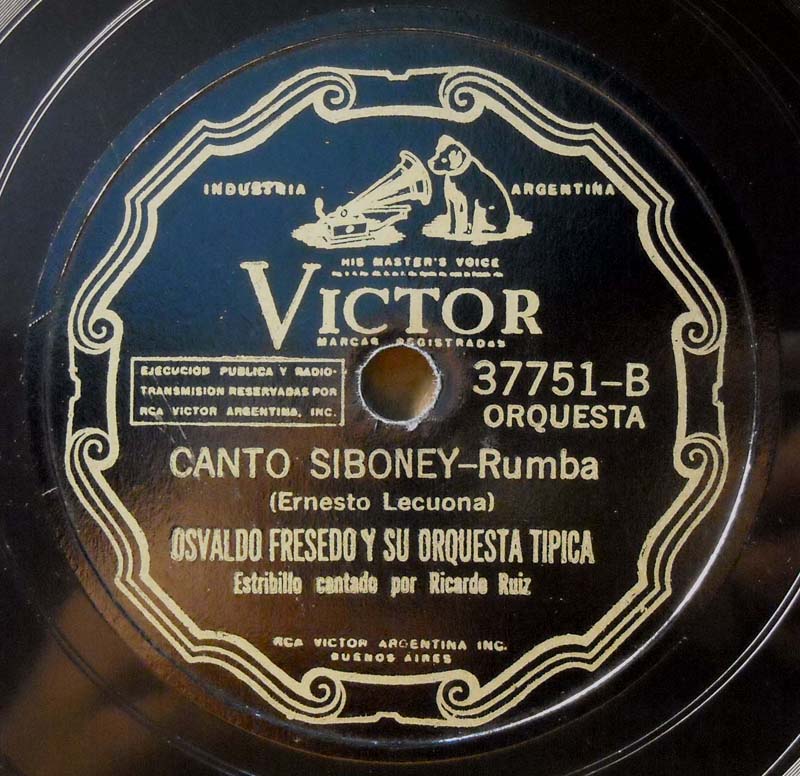 INDUSTRIA ARGENTINA
HIS MASTER'S VOICE
VICTOR
MARCAS REGISTRADAS
EJECUCION PUBLICA Y RADIO-
TRANSMISION RESERVADAS POR
RCA VICTOR ARGENTINA, INC.
37751-B
ORQUESTA
CANTO SIBONEY-Rumba
(Ernesto Lecuona)
OSVALDO FRESEDO Y SU ORQUESTA TIPICA
Estribillo cantado por Ricardo Ruiz
RCA VICTOR ARGENTINA INC.
BUENOS AIRES